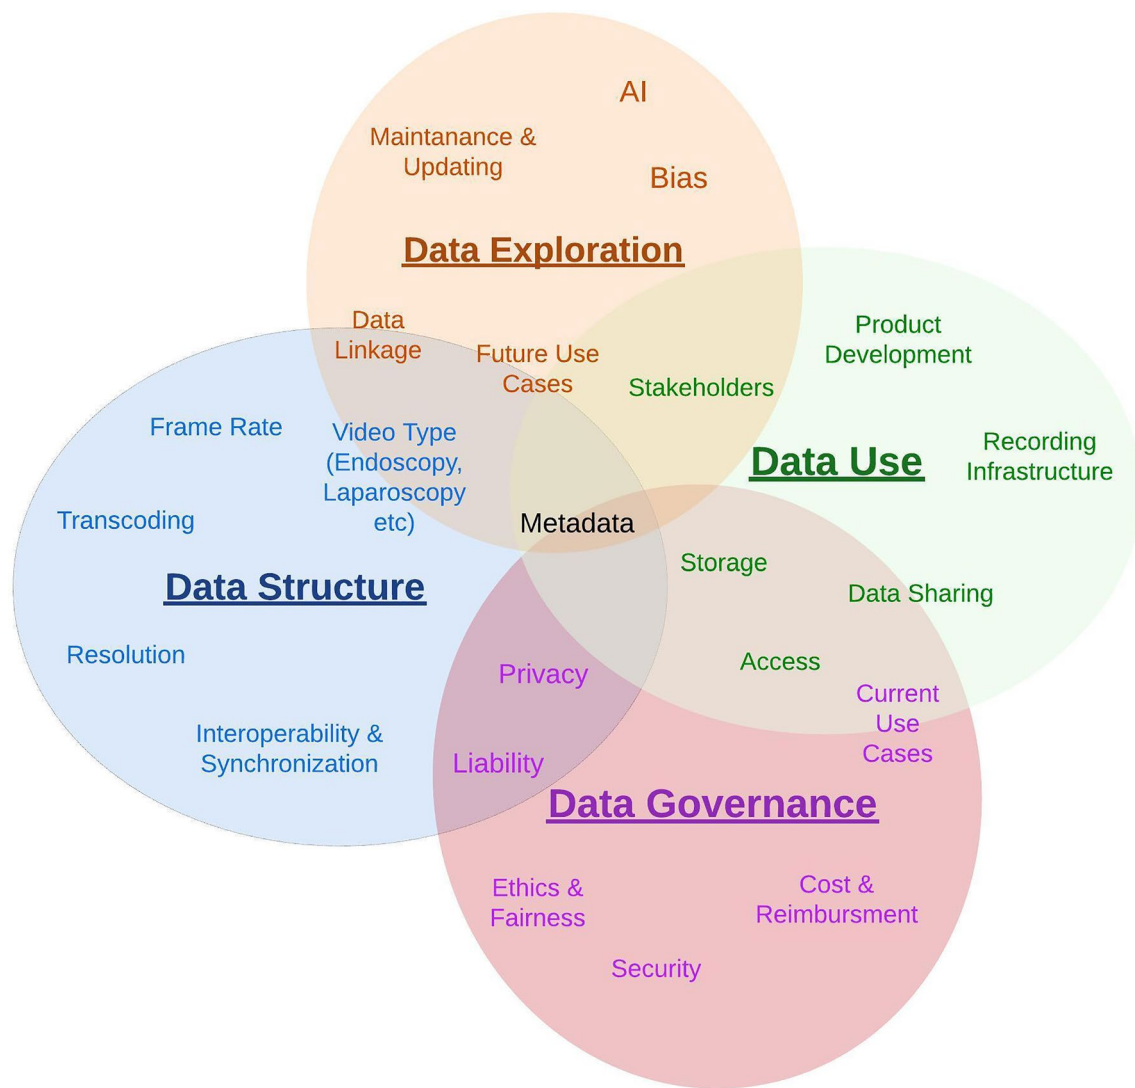 AI
Maintanance &
Updating
Bias
Data Exploration
Data
Linkage
Future Use
Cases
Stakeholders
Product
Development
Data Use
Recording
Infrastructure
Frame Rate
Video Type
(Endoscopy,
Laparoscopy
etc)
Transcoding
Metadata
Data Structure
Storage
Data Sharing
Resolution
Privacy
Access
Current
Use
Cases
Interoperability &
Synchronization
Liability
Data Governance
Ethics &
Fairness
Cost &
Reimbursment
Security